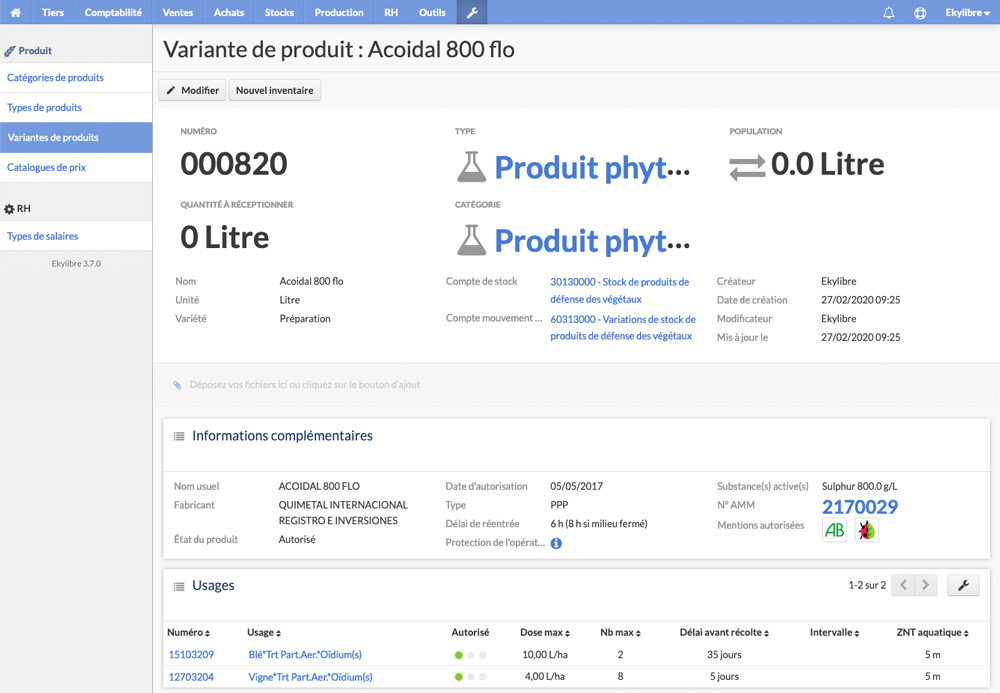 Tiers Comptabilité Ventes Achats Stocks Production RH Outils Ekylibre
Produit
Catégories de produits
Types de produits
Variantes de produits
Catalogues de prix
RH
Types de salaires
Ekylibre 3.7.0
Variante de produit : Acoidal 800 flo
Modifier Nouvel inventaire
NUMÉRO TYPE POPULATION
000820 Produit phyt... 0.0 Litre
QUANTITÉ À RÉCEPTIONNER CATÉGORIE
0 Litre Produit phyt...
Nom Acoidal 800 flo
Unité Litre
Variété Préparation
Compte de stock 30130000 - Stock de produits de
défense des végétaux
Compte mouvement ... 60313000 - Variations de stock de
produits de défense des végétaux
Créateur Ekylibre
Date de création 27/02/2020 09:25
Modificateur Ekylibre
Mis à jour le 27/02/2020 09:25
Déposez vos fichiers ici ou cliquez sur le bouton d'ajout
Informations complémentaires
Nom usuel ACOIDAL 800 FLO
Fabricant QUIMETAL INTERNACIONAL
REGISTRO E INVERSIONES
État du produit Autorisé
Date d'autorisation 05/05/2017
Type PPP
Délai de réentrée 6 h (8 h si milieu fermé)
Protection de l'opérat...
Substance(s) active(s) Sulphur 800.0 g/L
N° AMM 2170029
Mentions autorisées AB
Usages 1-2 sur 2
Numéro Usage Autorisé Dose max Nb max Délai avant récolte Intervalle ZNT aquatique
15103209 Blé*Trt Part.Aer.*Oïdium(s) 10,00 L/ha 2 35 jours 5 m
12703204 Vigne*Trt Part.Aer.*Oïdium(s) 4,00 L/ha 8 5 jours 5 m